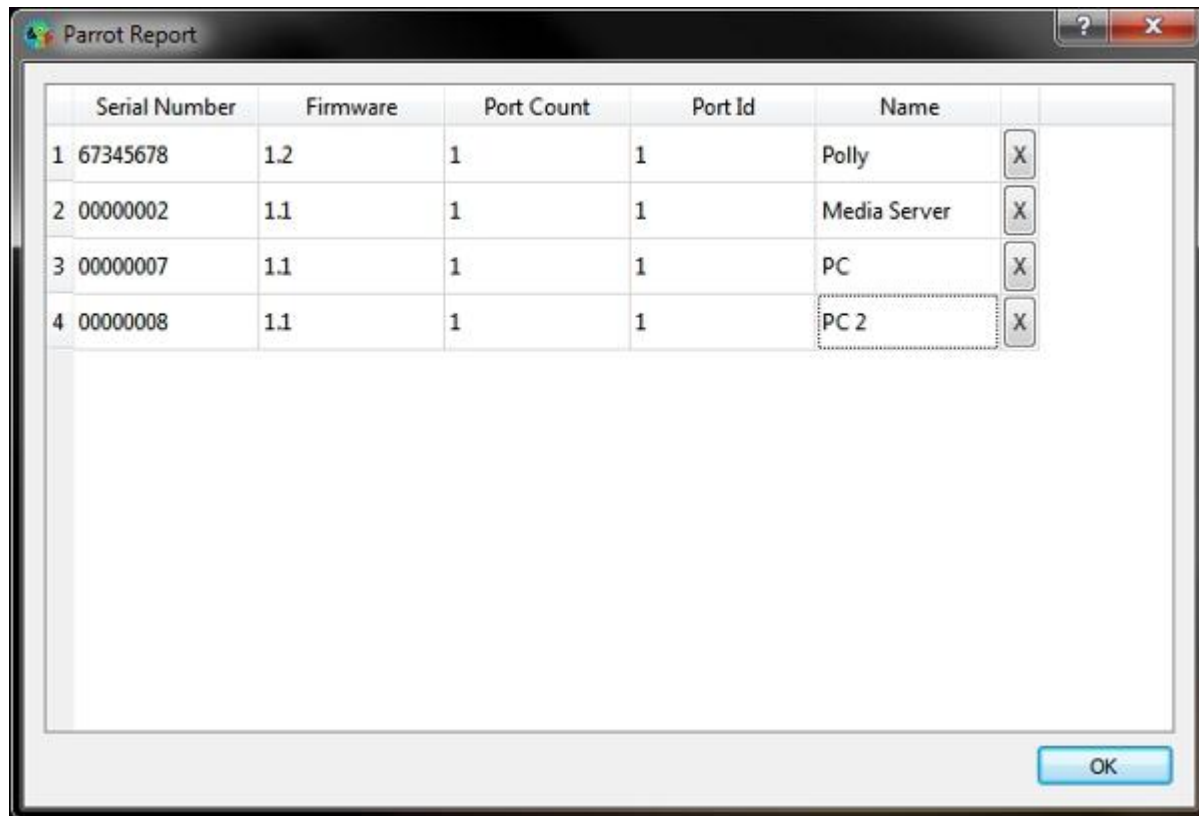 Parrot Report ? X
Serial Number Firmware Port Count Port Id Name
1 67345678 1.2 1 1 Polly X
2 00000002 1.1 1 1 Media Server X
3 00000007 1.1 1 1 PC X
4 00000008 1.1 1 1 PC 2 X
OK